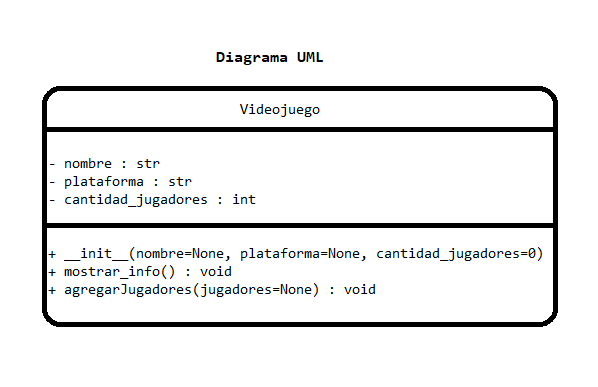 Diagrama UML
Videojuego
- nombre : str
- plataforma : str
- cantidad_jugadores : int
+ __init__(nombre=None, plataforma=None, cantidad_jugadores=0)
+ mostrar_info() : void
+ agregarJugadores(jugadores=None) : void